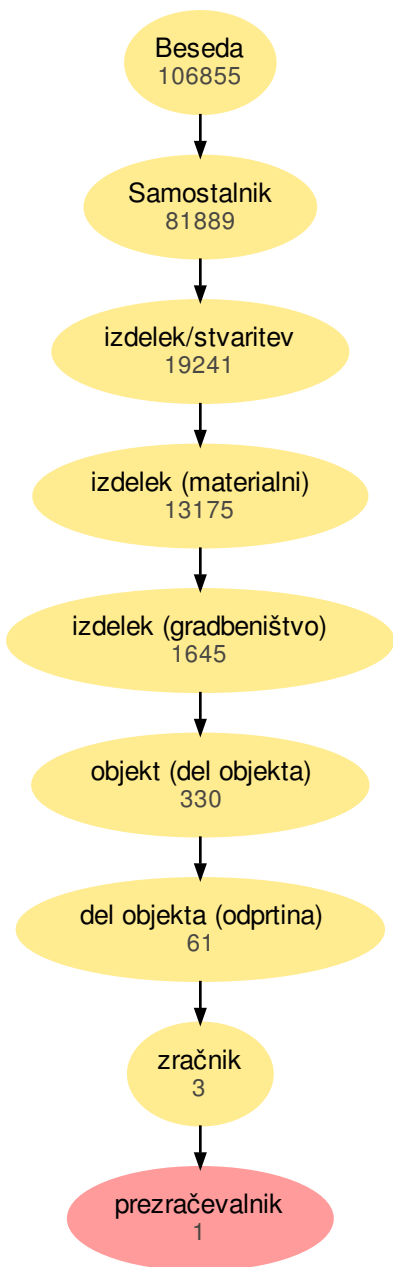 Beseda
106855
Samostalnik
81889
izdelek/stvaritev
19241
izdelek (materialni)
13175
izdelek (gradbeništvo)
1645
objekt (del objekta)
330
del objekta (odprtina)
61
zračnik
3
prezračevalnik
1